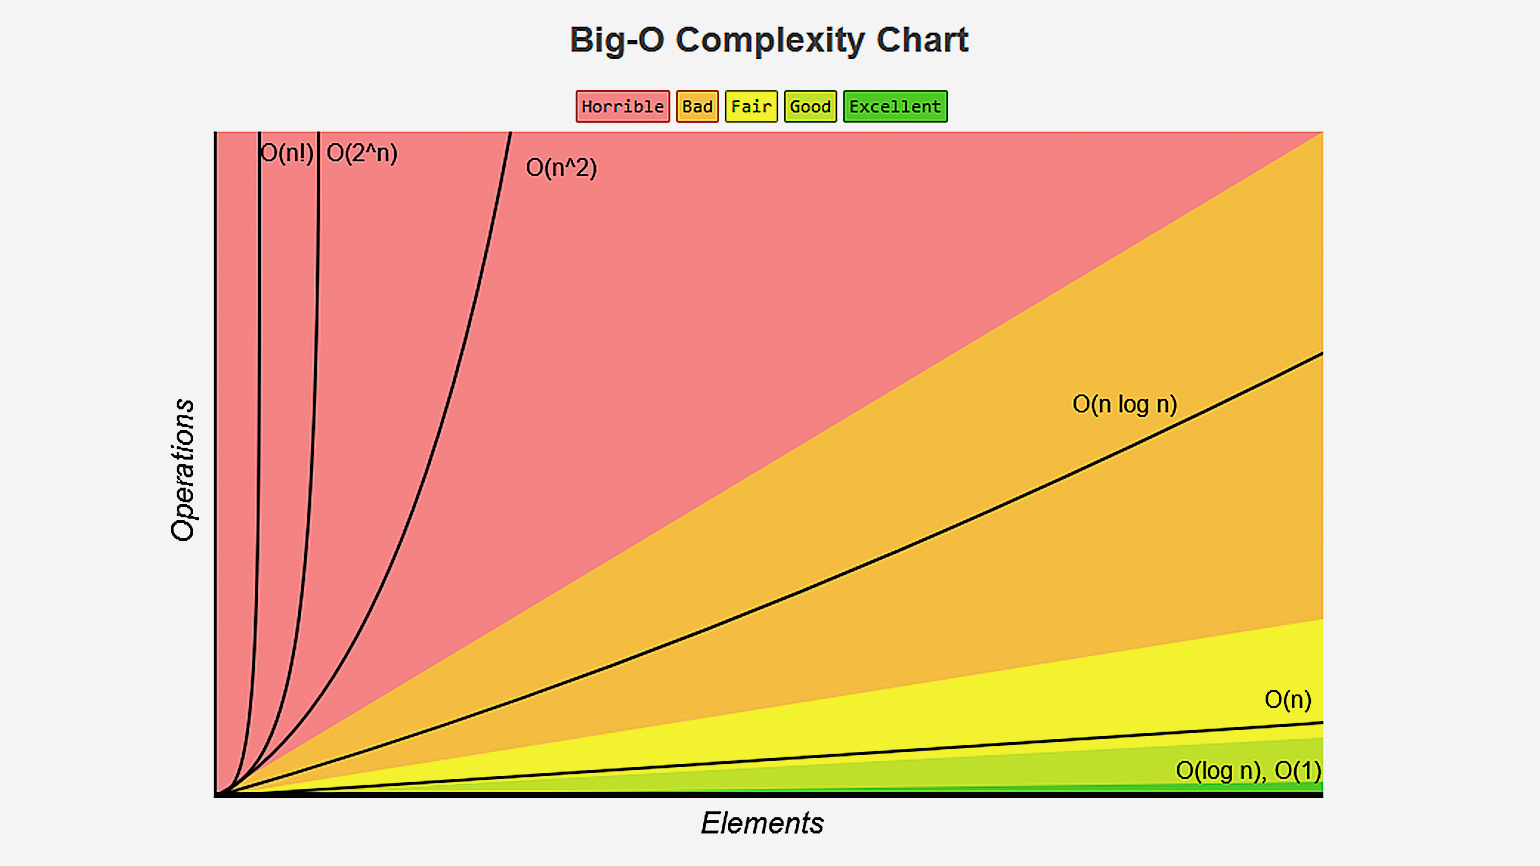 Big-O Complexity Chart
Horrible Bad Fair Good Excellent
O(n!) O(2^n)
O(n^2)
O(n log n)
O(n)
O(log n), O(1)
Operations
Elements